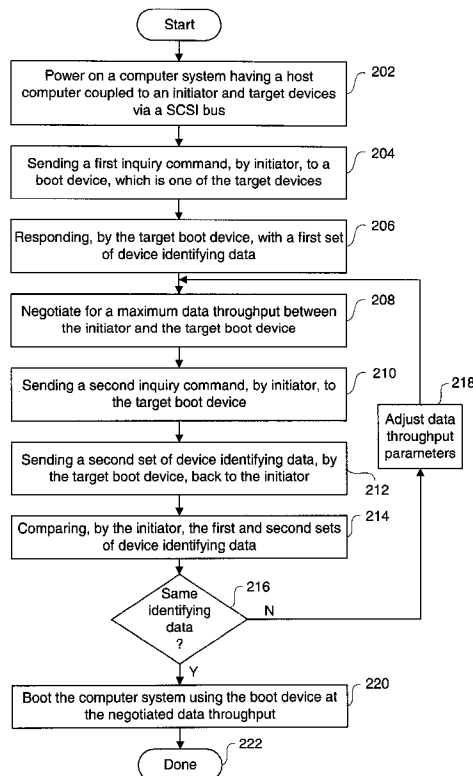 Start
Power on a computer system having a host
computer coupled to an initiator and target devices
via a SCSI bus
202
Sending a first inquiry command, by initiator, to a
boot device, which is one of the target devices
204
Responding, by the target boot device, with a first set
of device identifying data
206
Negotiate for a maximum data throughput between
the initiator and the target boot device
208
Sending a second inquiry command, by initiator, to
the target boot device
210
218
Adjust data
throughput
parameters
Sending a second set of device identifying data, by
the target boot device, back to the initiator
212
Comparing, by the initiator, the first and second sets
of device identifying data
214
Same
identifying
data
?
216
N
Y
Boot the computer system using the boot device at
the negotiated data throughput
220
Done
222